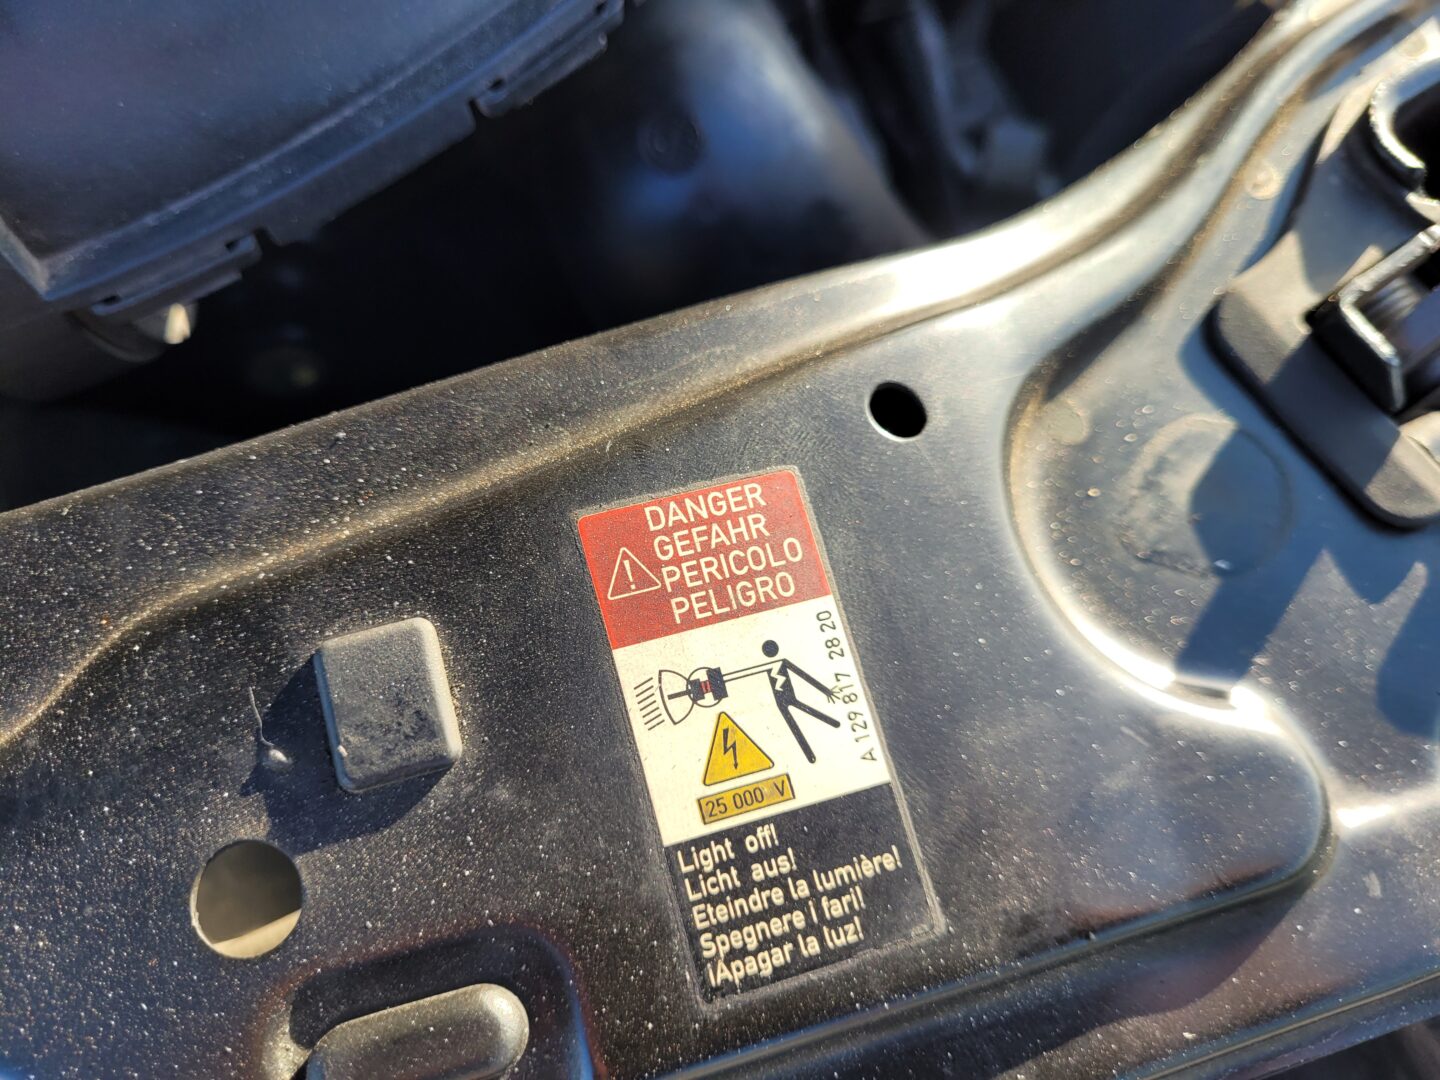 DANGER
GEFAHR
PERICOLO
PELIGRO
A 129 817 28 20
25 000 V
Light off!
Licht aus!
Eteindre la lumière!
Spegnere i fari!
¡Apagar la luz!